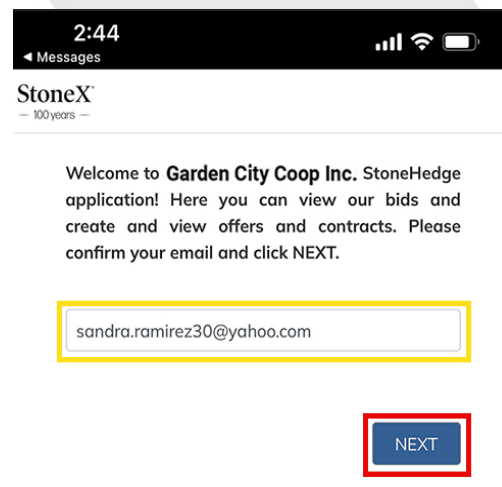 2:44
◀ Messages
StoneX
— 100 years —
Welcome to Garden City Coop Inc. StoneHedge
application! Here you can view our bids and
create and view offers and contracts. Please
confirm your email and click NEXT.
sandra.ramirez30@yahoo.com
NEXT